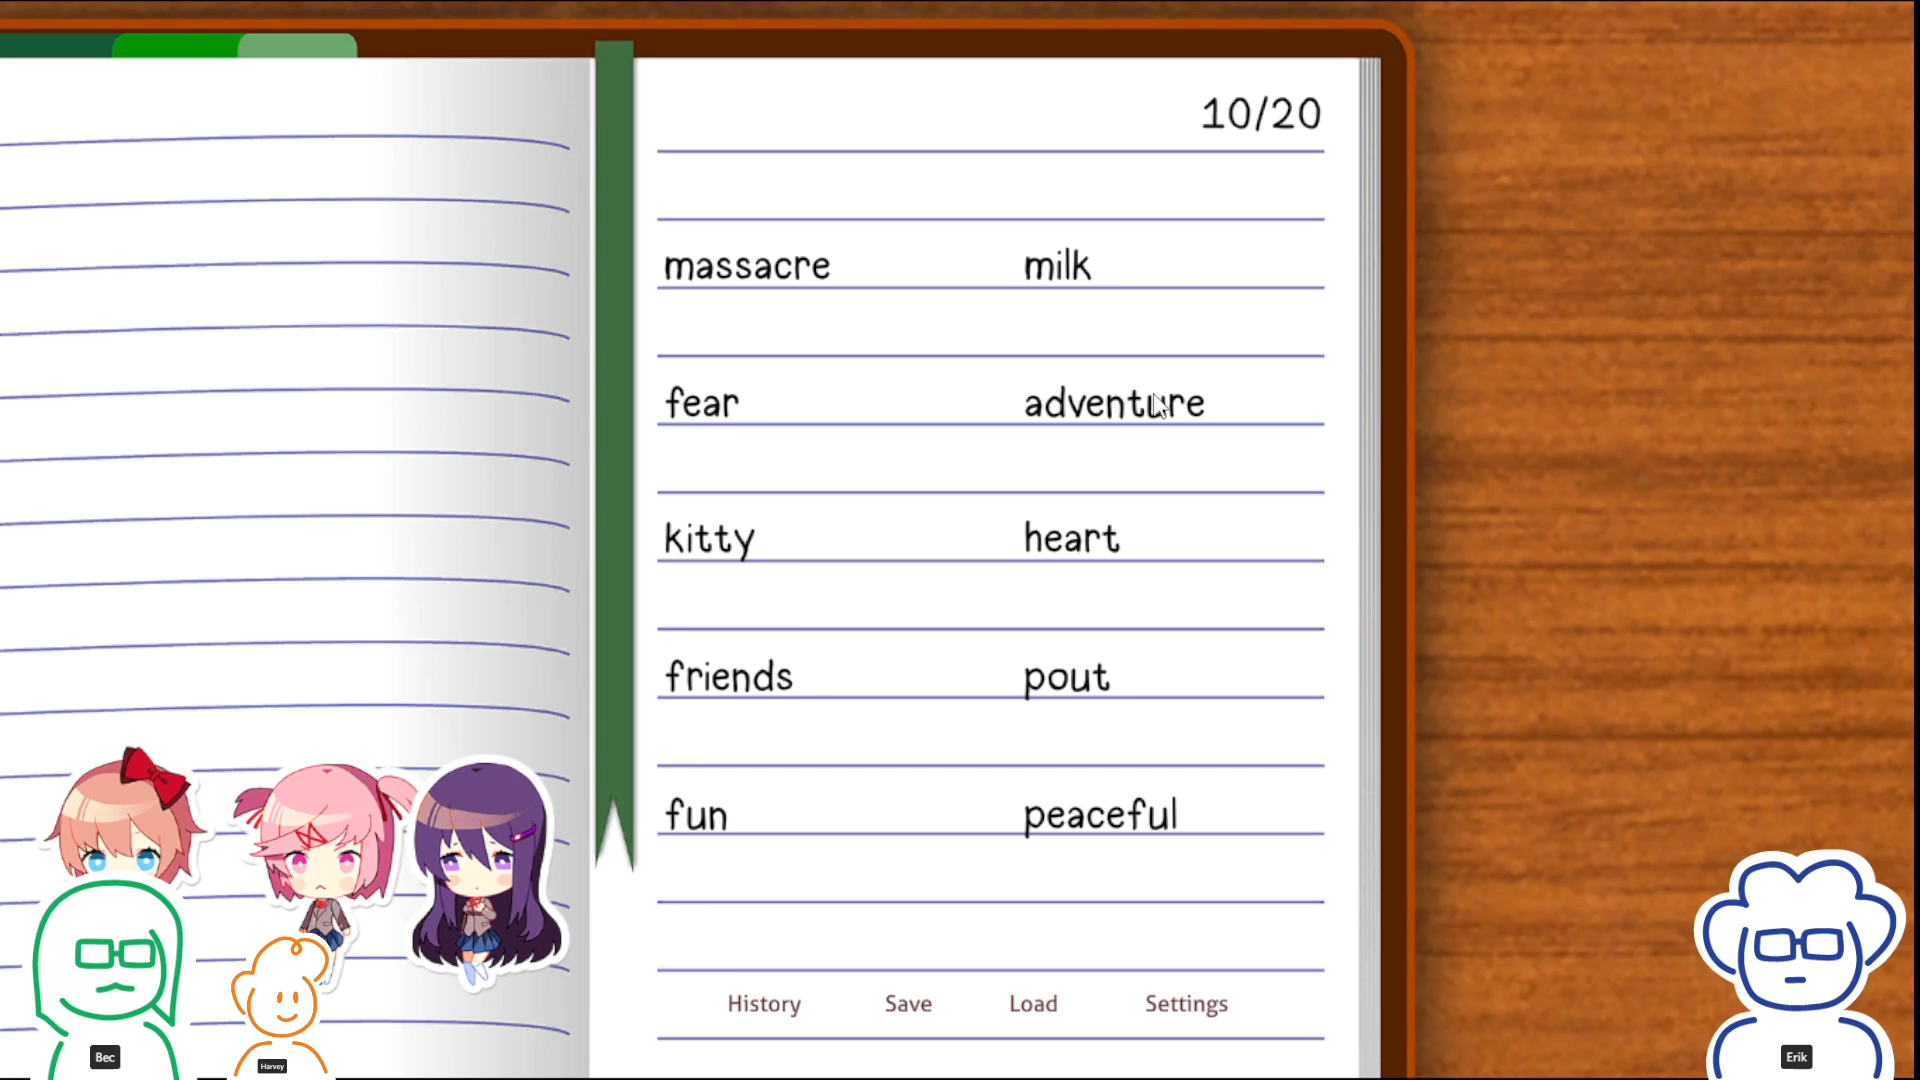 10/20
massacre milk
fear adventure
kitty heart
friends pout
fun peaceful
History Save Load Settings
Bec
Harvey
Erik